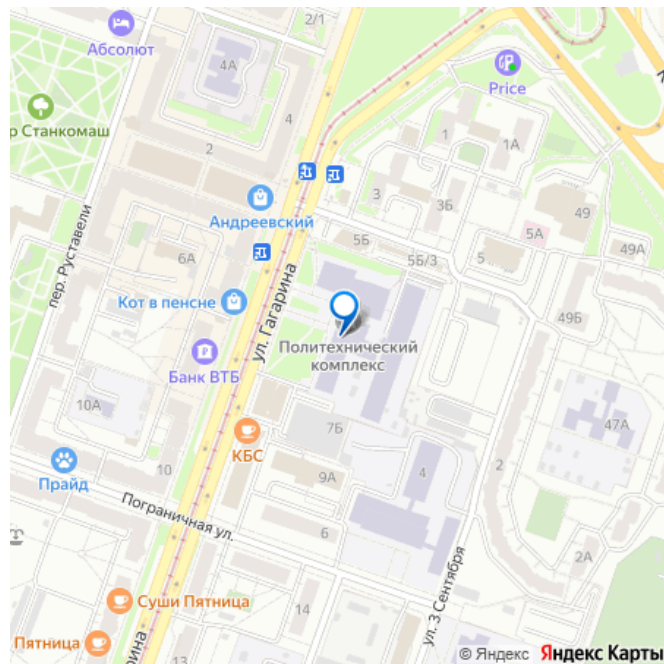 2/1
Абсолют
4А
Price
р Станкомаш
4
1
1А
2
3
3Б
49
Андреевский
5А
5Б
49А
пер. Руставели
6А
5Б/3
5
ул. Гагарина
Кот в пенсне
49Б
Политехнический
комплекс
Банк ВТБ
10А
7Б
47А
КБС
10
2
Прайд
9А
4
Пограничная ул.
6
2А
Суши Пятница
14
ул. 3 Сентября
Пятница
рина
13
© Яндекс Яндекс Карты